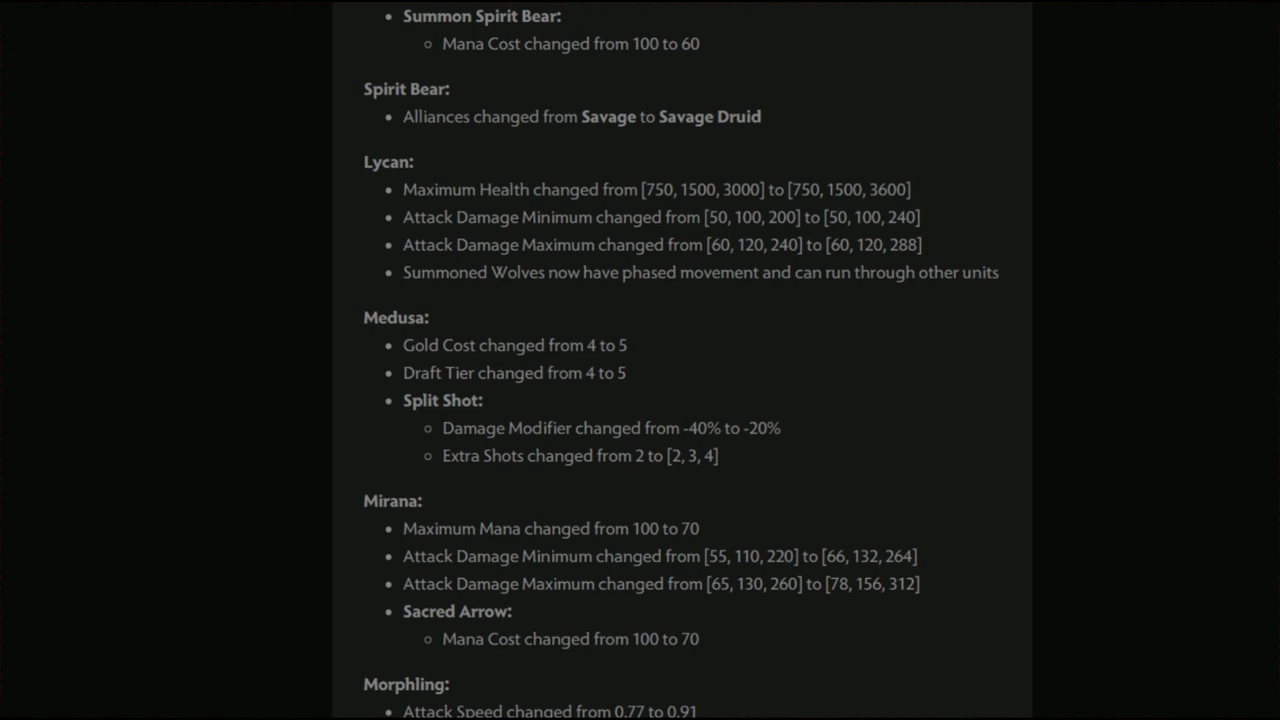 • Summon Spirit Bear:
○ Mana Cost changed from 100 to 60
Spirit Bear:
• Alliances changed from Savage to Savage Druid
Lycan:
• Maximum Health changed from [750, 1500, 3000] to [750, 1500, 3600]
• Attack Damage Minimum changed from [50, 100, 200] to [50, 100, 240]
• Attack Damage Maximum changed from [60, 120, 240] to [60, 120, 288]
• Summoned Wolves now have phased movement and can run through other units
Medusa:
• Gold Cost changed from 4 to 5
• Draft Tier changed from 4 to 5
• Split Shot:
○ Damage Modifier changed from -40% to -20%
○ Extra Shots changed from 2 to [2, 3, 4]
Mirana:
• Maximum Mana changed from 100 to 70
• Attack Damage Minimum changed from [55, 110, 220] to [66, 132, 264]
• Attack Damage Maximum changed from [65, 130, 260] to [78, 156, 312]
• Sacred Arrow:
○ Mana Cost changed from 100 to 70
Morphling:
• Attack Speed changed from 0.77 to 0.91